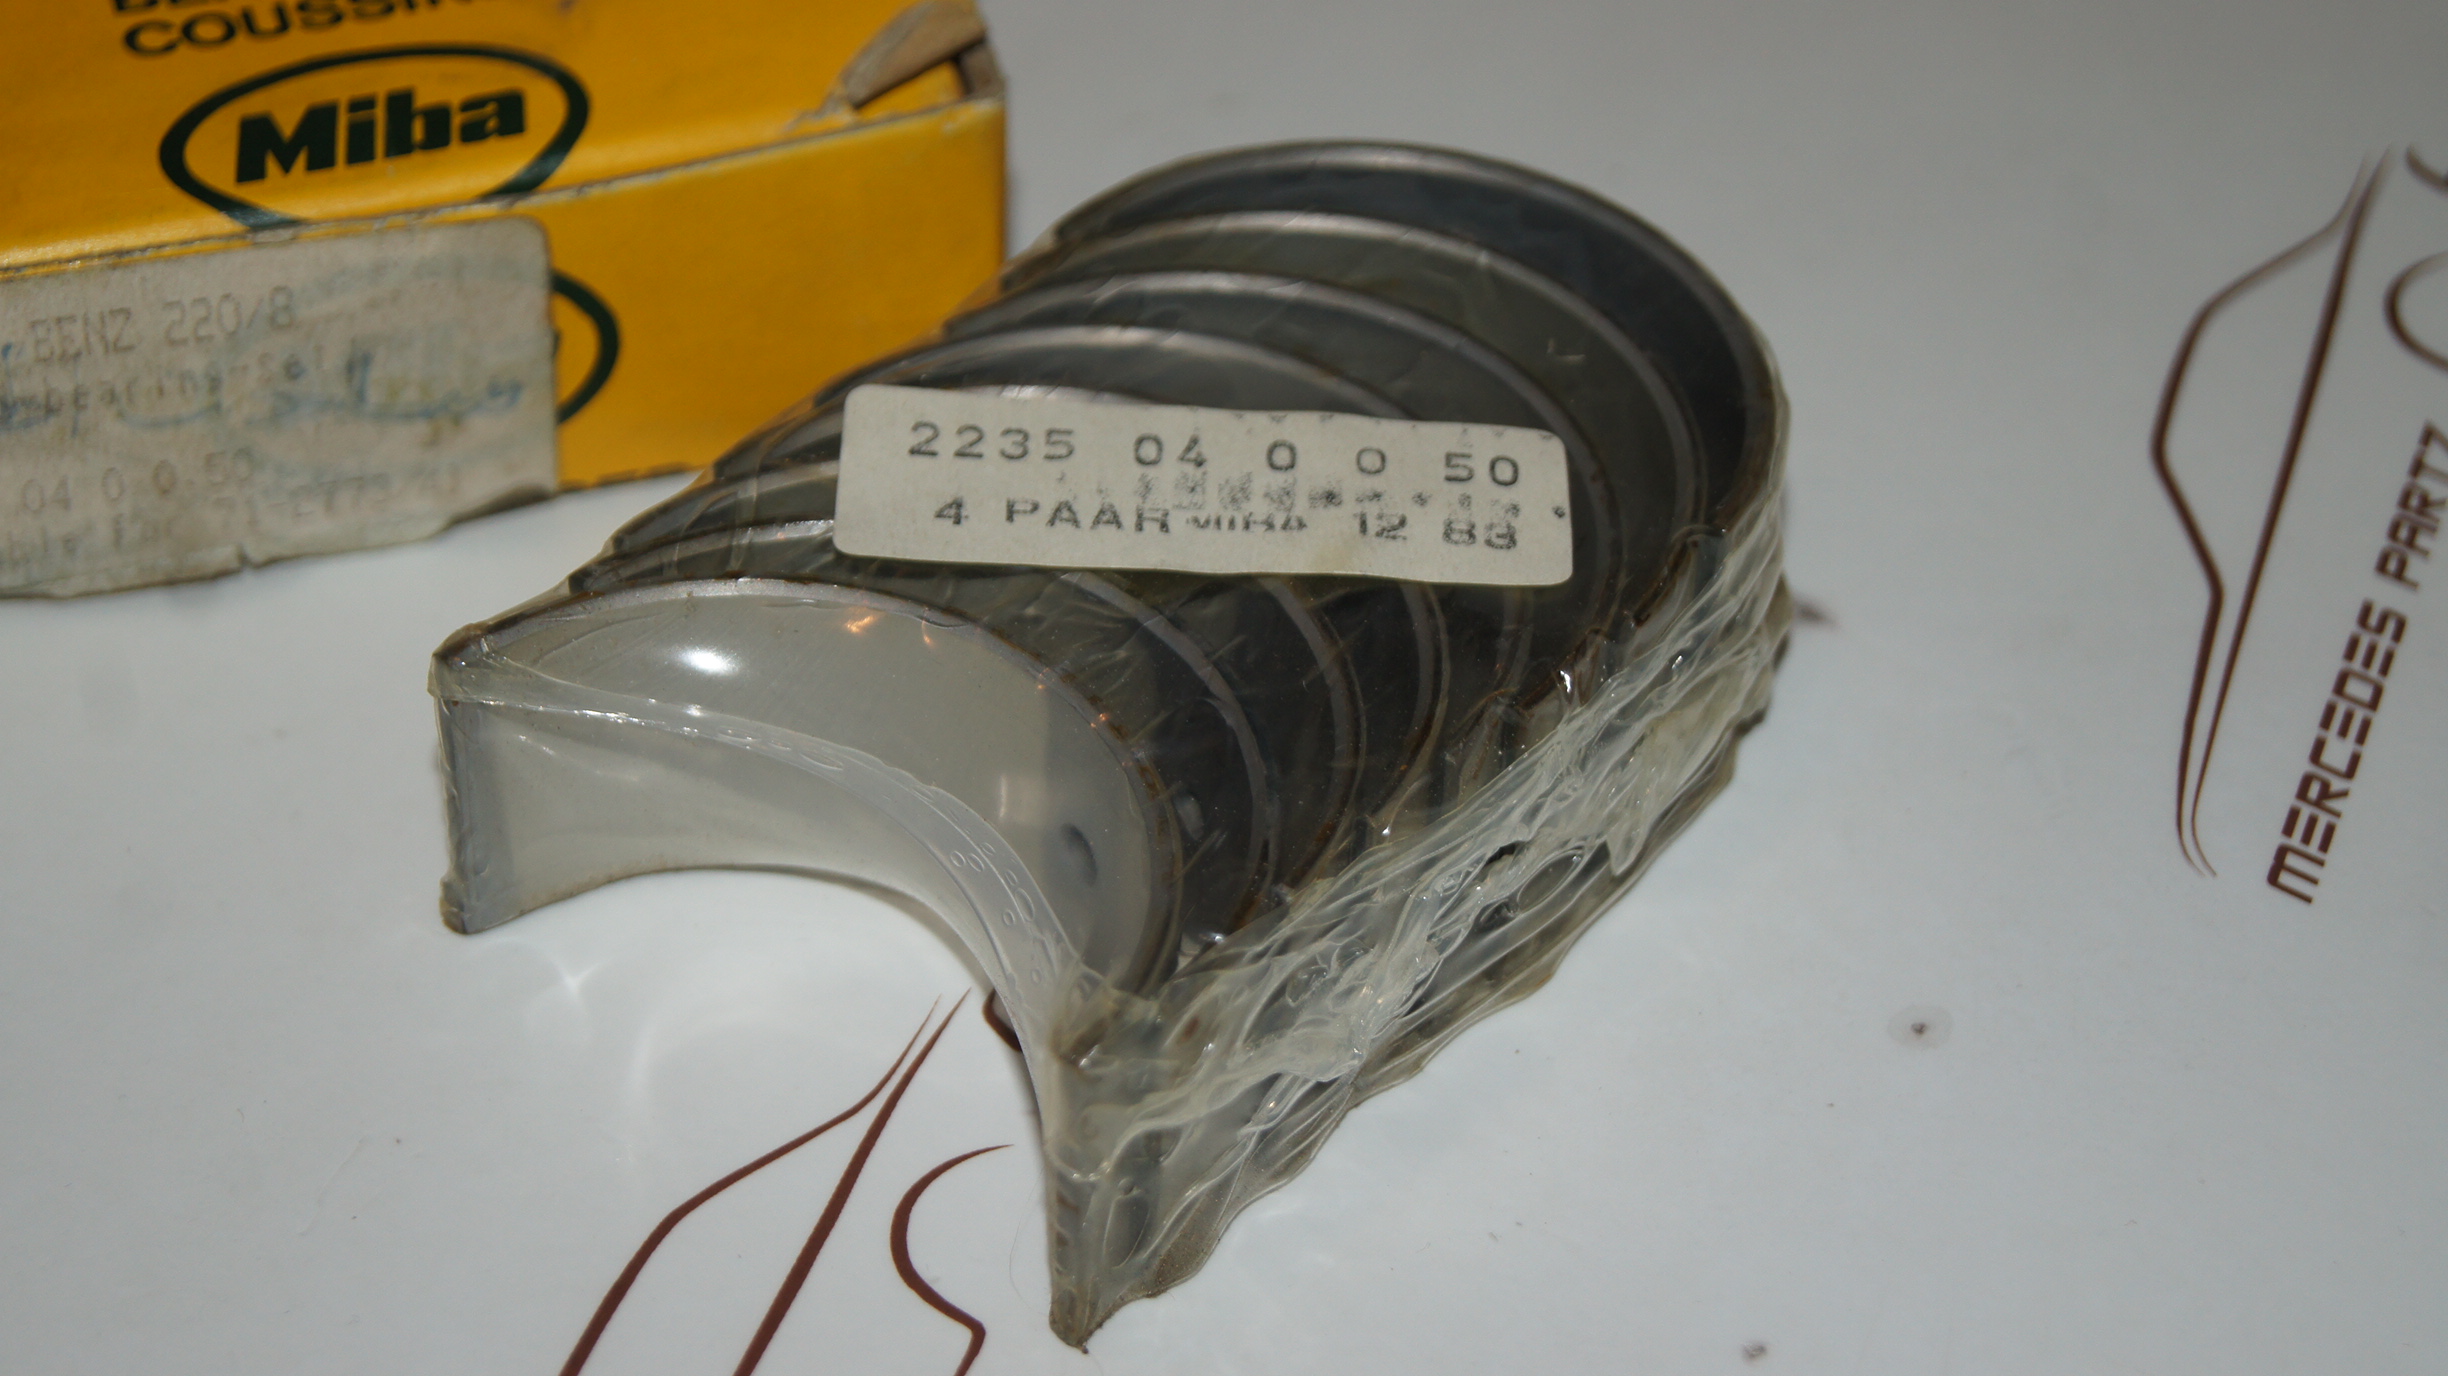 COUSSIN
Miba
BENZ 220/8
04 0 0.50
2235 04 0 0 50
4 PAAR MIBA 12 83
MERCEDES PARTZ